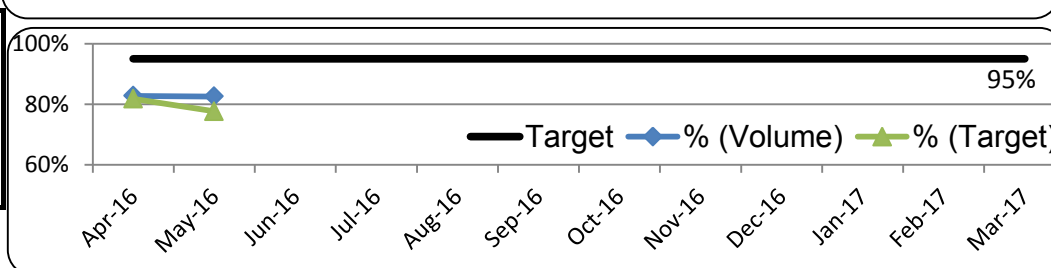 100%
95%
80%
Target % (Volume) % (Target)
60%
Apr-16 May-16 Jun-16 Jul-16 Aug-16 Sep-16 Oct-16 Nov-16 Dec-16 Jan-17 Feb-17 Mar-17